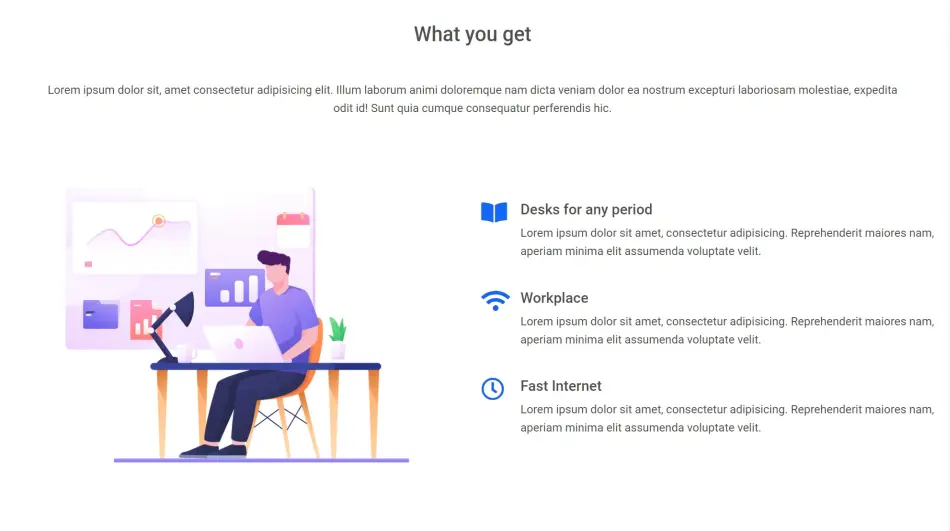 What you get
Lorem ipsum dolor sit, amet consectetur adipisicing elit. Illum laborum animi doloremque nam dicta veniam dolor ea nostrum excepturi laboriosam molestiae, expedita
odit id! Sunt quia cumque consequatur perferendis hic.
Desks for any period
Lorem ipsum dolor sit amet, consectetur adipisicing. Reprehenderit maiores nam,
aperiam minima elit assumenda voluptate velit.
Workplace
Lorem ipsum dolor sit amet, consectetur adipisicing. Reprehenderit maiores nam,
aperiam minima elit assumenda voluptate velit.
Fast Internet
Lorem ipsum dolor sit amet, consectetur adipisicing. Reprehenderit maiores nam,
aperiam minima elit assumenda voluptate velit.